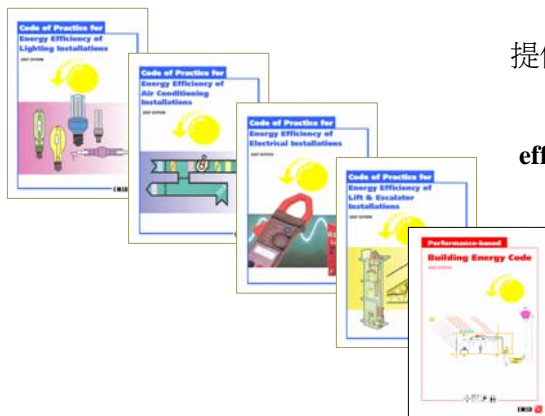 Code of Practice for
Energy Efficiency of
Lighting Installations
2007 EDITION
EMSD
Code of Practice for
Energy Efficiency of
Air Conditioning
Installations
2007 EDITION
Code of Practice for
Energy Efficiency of
Electrical Installations
2007 EDITION
Code of Practice for
Energy Efficiency of
Lift & Escalator
Installations
2007 EDITION
Performance-based
Building Energy Code
2007 EDITION
EMSD
提
eff